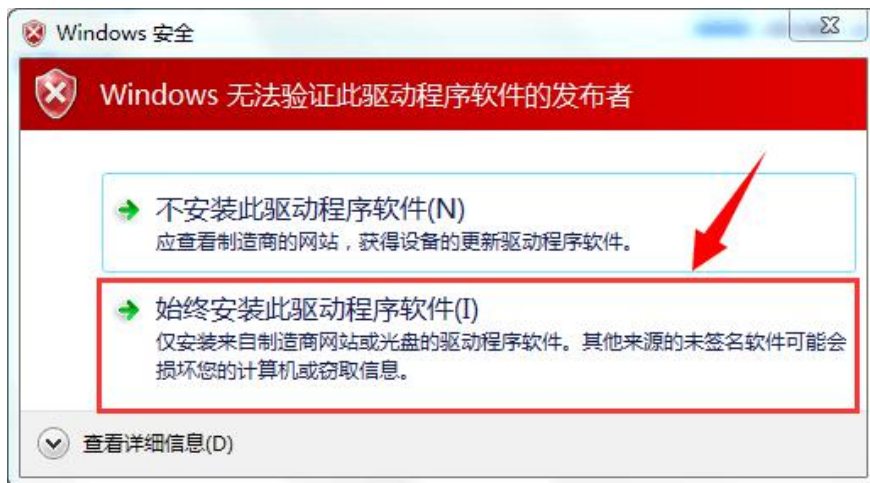 Windows 安全
Windows 无法验证此驱动程序软件的发布者
不安装此驱动程序软件(N)
应查看制造商的网站，获得设备的更新驱动程序软件。
始终安装此驱动程序软件(I)
仅安装来自制造商网站或光盘的驱动程序软件。其他来源的未签名软件可能会
损坏您的计算机或窃取信息。
查看详细信息(D)